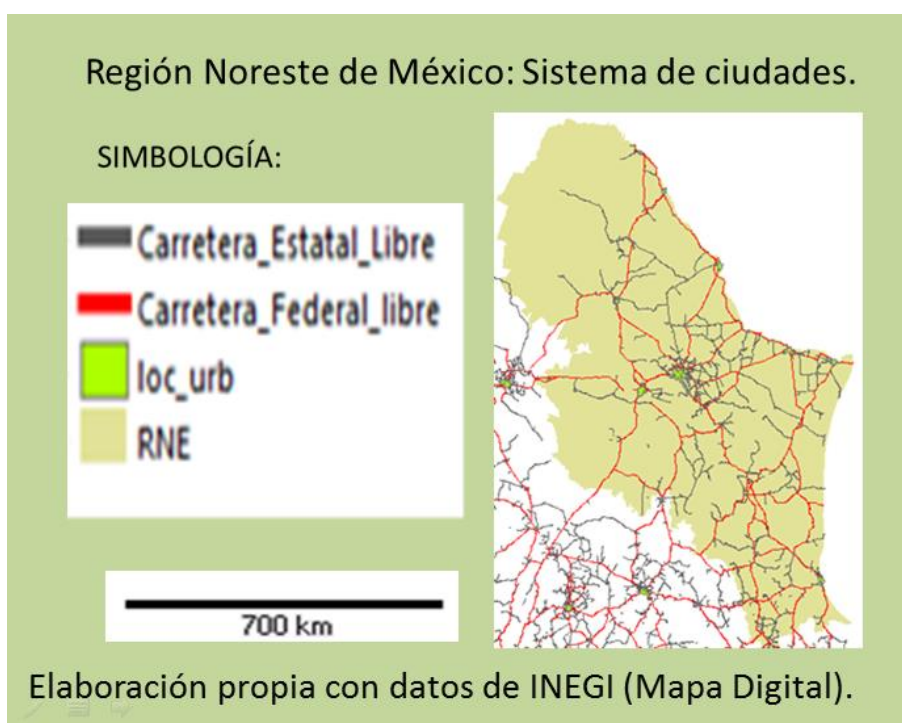 Región Noreste de México: Sistema de ciudades.
SIMBOLOGÍA:
Carretera_Estatal_Libre
Carretera_Federal_libre
loc_urb
RNE
700 km
Elaboración propia con datos de INEGI (Mapa Digital).